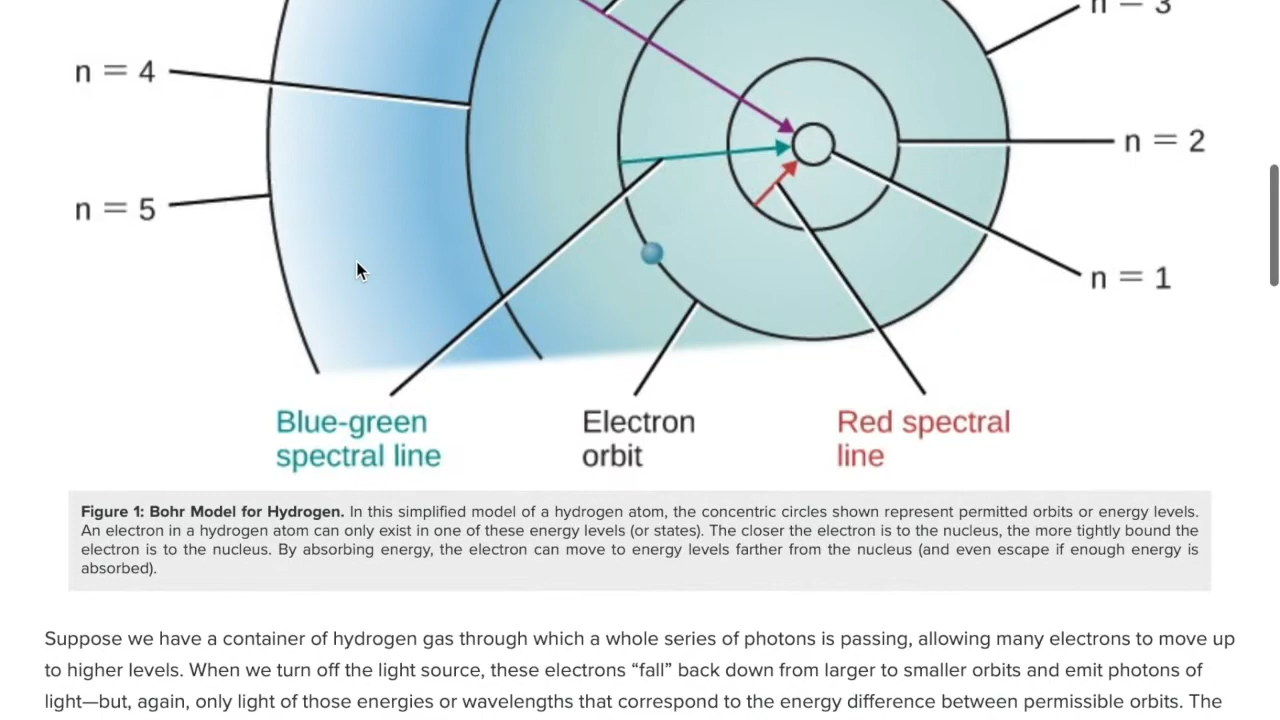 n = 3
n = 4
n = 2
n = 5
n = 1
Blue-green
spectral line
Electron
orbit
Red spectral
line
Figure 1: Bohr Model for Hydrogen. In this simplified model of a hydrogen atom, the concentric circles shown represent permitted orbits or energy levels.
An electron in a hydrogen atom can only exist in one of these energy levels (or states). The closer the electron is to the nucleus, the more tightly bound the
electron is to the nucleus. By absorbing energy, the electron can move to energy levels farther from the nucleus (and even escape if enough energy is
absorbed).
Suppose we have a container of hydrogen gas through which a whole series of photons is passing, allowing many electrons to move up
to higher levels. When we turn off the light source, these electrons “fall” back down from larger to smaller orbits and emit photons of
light—but, again, only light of those energies or wavelengths that correspond to the energy difference between permissible orbits. The